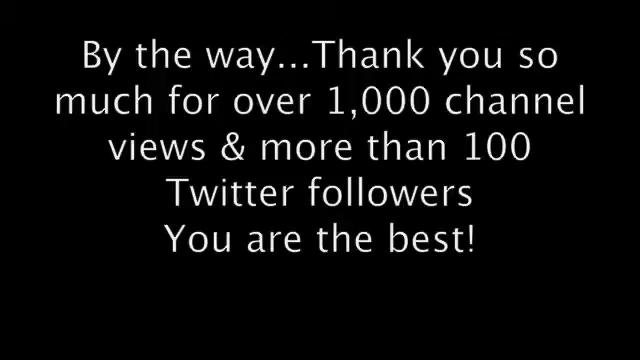 By the way...Thank you so
much for over 1,000 channel
views & more than 100
Twitter followers
You are the best!